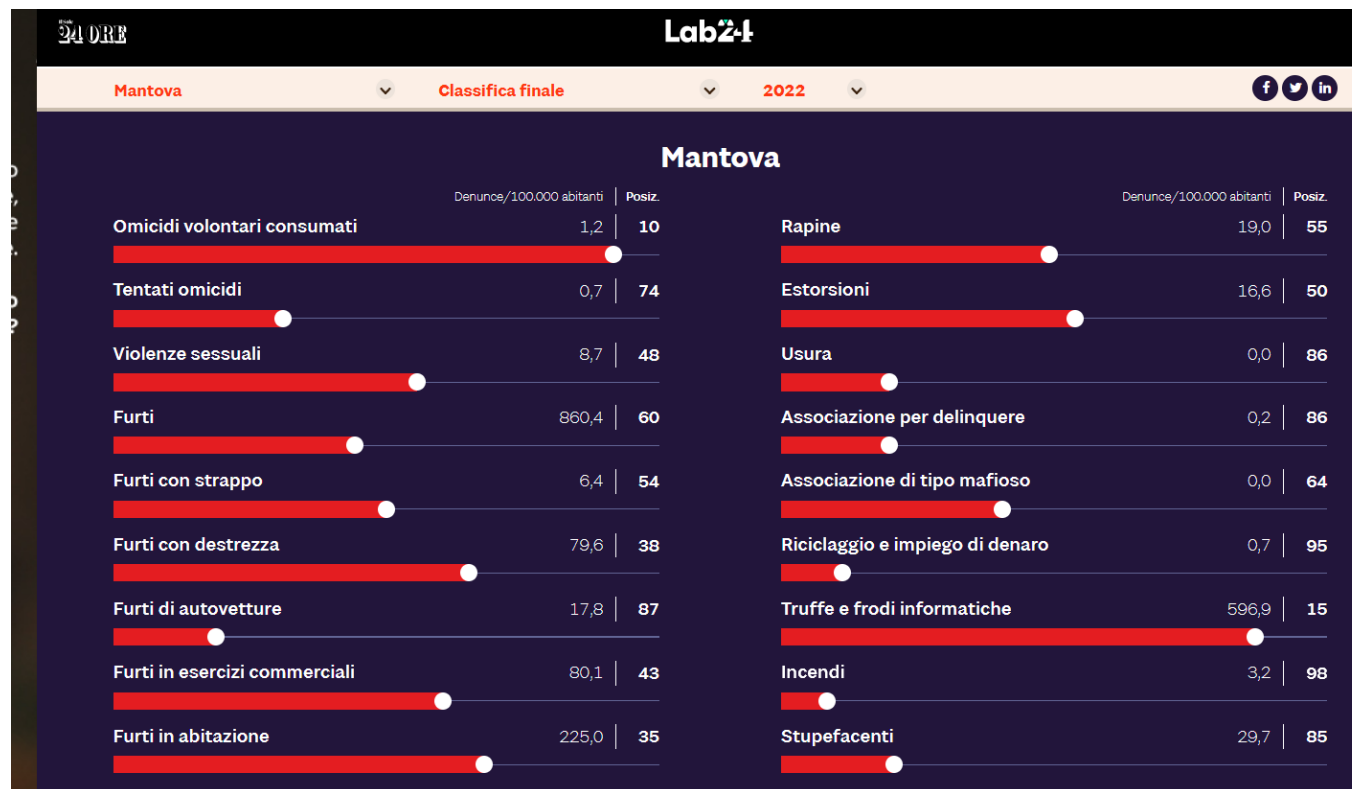 Il Sole
24 ORE
Lab24
Mantova
Classifica finale
2022
Mantova
Denunce/100.000 abitanti Posiz.
Omicidi volontari consumati 1,2 10
Tentati omicidi 0,7 74
Violenze sessuali 8,7 48
Furti 860,4 60
Furti con strappo 6,4 54
Furti con destrezza 79,6 38
Furti di autovetture 17,8 87
Furti in esercizi commerciali 80,1 43
Furti in abitazione 225,0 35
Denunce/100.000 abitanti Posiz.
Rapine 19,0 55
Estorsioni 16,6 50
Usura 0,0 86
Associazione per delinquere 0,2 86
Associazione di tipo mafioso 0,0 64
Riciclaggio e impiego di denaro 0,7 95
Truffe e frodi informatiche 596,9 15
Incendi 3,2 98
Stupefacenti 29,7 85